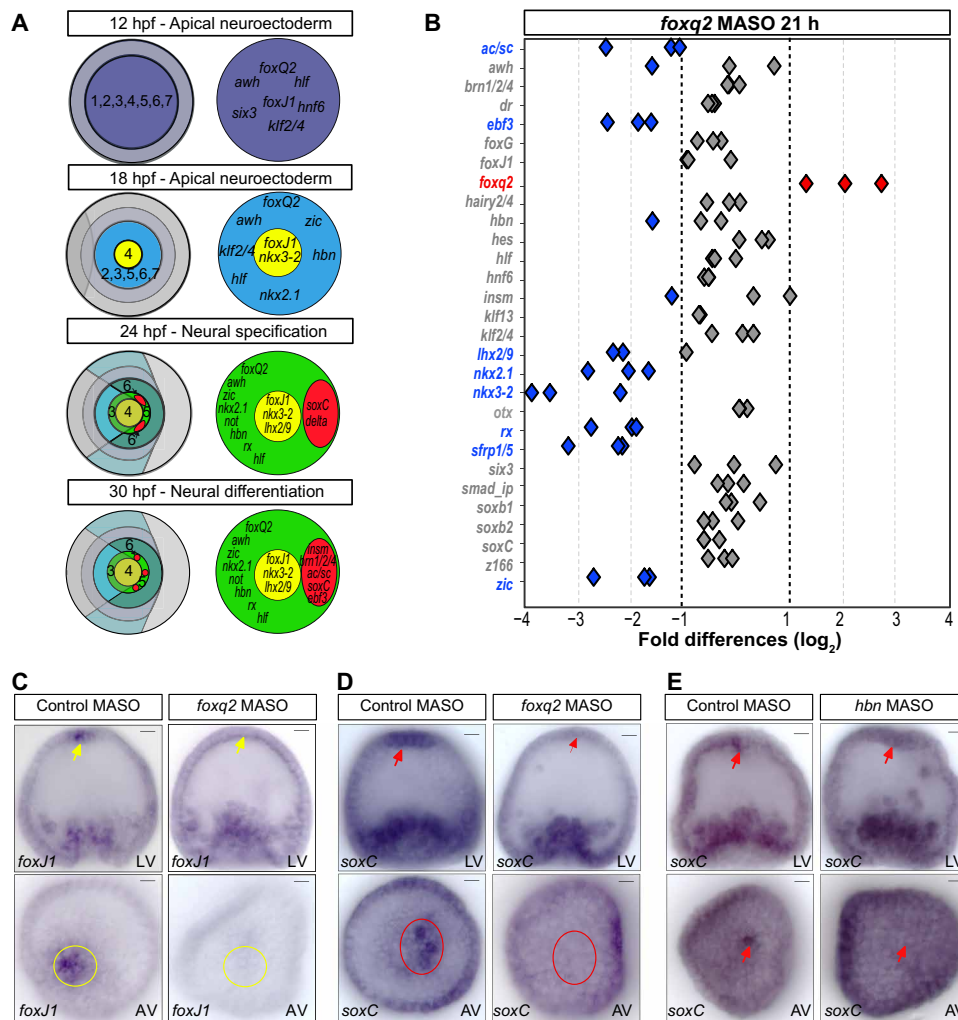 A
12 hpf - Apical neuroectoderm
1,2,3,4,5,6,7
foxQ2
awh
hlf
six3
foxJ1
hnf6
klf2/4
18 hpf - Apical neuroectoderm
4
2,3,5,6,7
foxQ2
awh
zic
klf2/4
foxJ1
nkx3-2
hbn
hlf
nkx2.1
24 hpf - Neural specification
6
3
4
5
6
foxQ2
awh
zic
nkx2.1
not
hbn
rx
hlf
foxJ1
nkx3-2
lhx2/9
soxC
delta
30 hpf - Neural differentiation
6
3
4
5
foxQ2
awh
zic
nkx2.1
not
hbn
rx
hlf
foxJ1
nkx3-2
lhx2/9
insm
brn1/2/4
ac/sc
soxC
ebf3
B
foxq2 MASO 21 h
ac/sc
awh
brn1/2/4
dr
ebf3
foxG
foxJ1
foxq2
hairy2/4
hbn
hes
hlf
hnf6
insm
klf13
klf2/4
lhx2/9
nkx2.1
nkx3-2
otx
rx
sfrp1/5
six3
smad_ip
soxb1
soxb2
soxC
z166
zic
−4 −3 −2 −1 0 1 2 3 4
Fold differences (log2)
C
Control MASO
foxq2 MASO
foxJ1 LV
foxJ1 LV
foxJ1 AV
foxJ1 AV
D
Control MASO
foxq2 MASO
soxC LV
soxC LV
soxC AV
soxC AV
E
Control MASO
hbn MASO
soxC LV
soxC LV
soxC AV
soxC AV